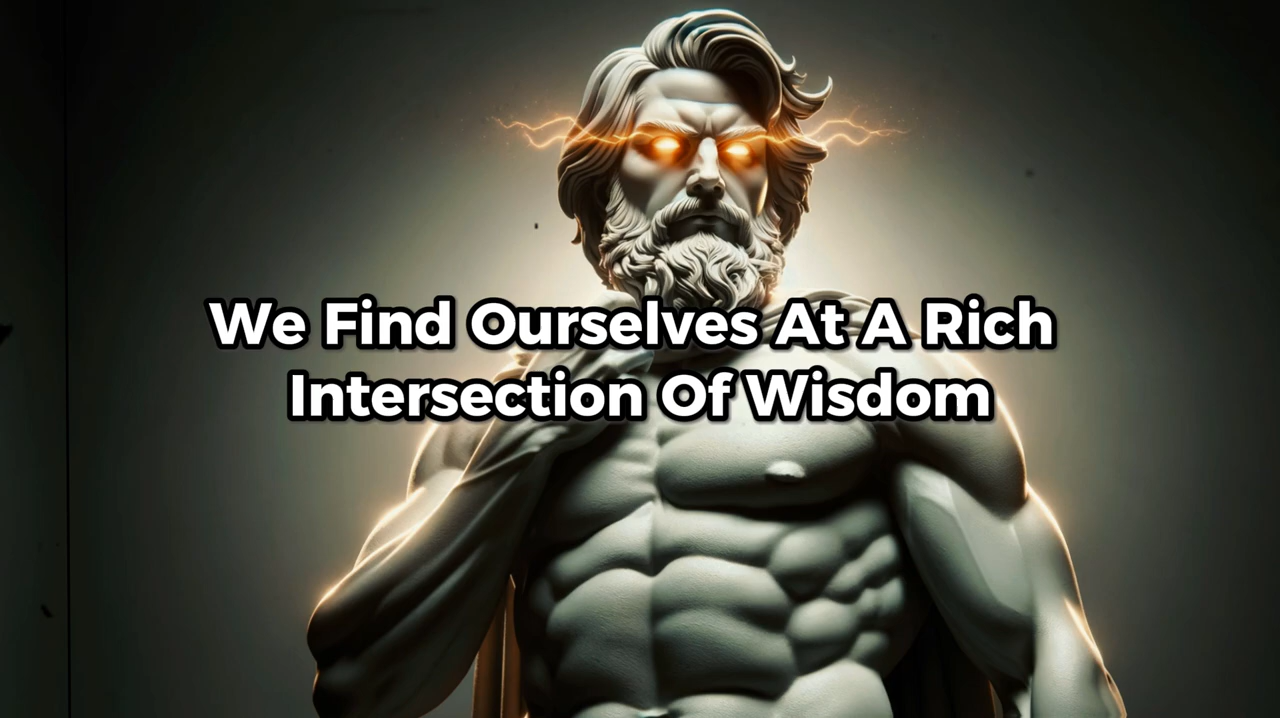 We Find Ourselves At A Rich
Intersection Of Wisdom